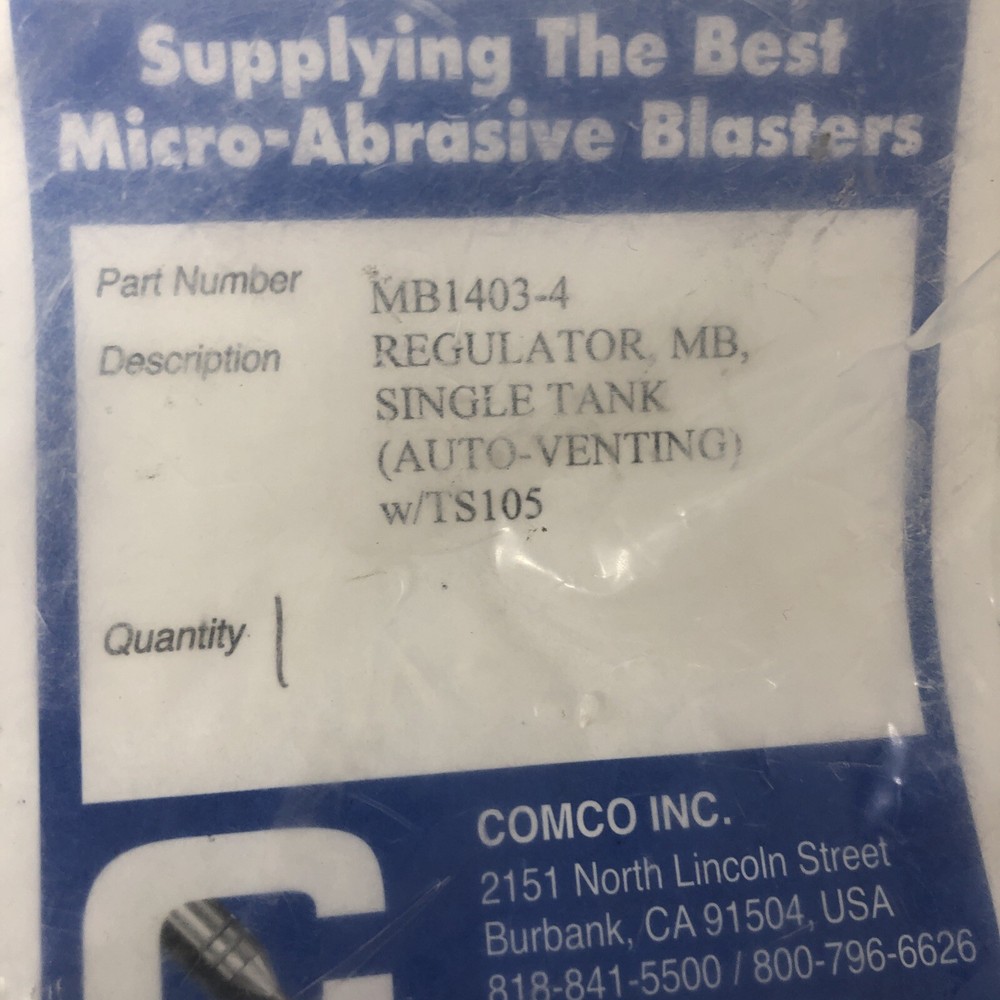 Supplying The Best
Micro-Abrasive Blasters
Part Number MB1403-4
Description REGULATOR, MB,
SINGLE TANK
(AUTO-VENTING)
w/TS105
Quantity 1
COMCO INC.
2151 North Lincoln Street
Burbank, CA 91504, USA
818-841-5500 / 800-796-6626